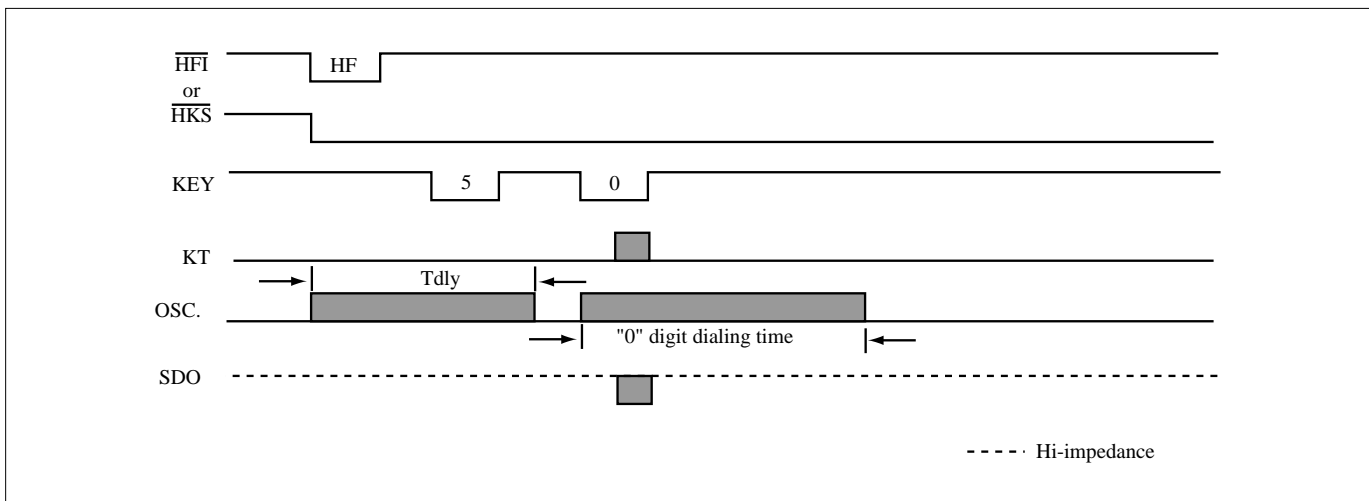 HFI
HF
or
HKS
KEY
5
0
KT
Tdly
OSC.
"0" digit dialing time
SDO
Hi-impedance